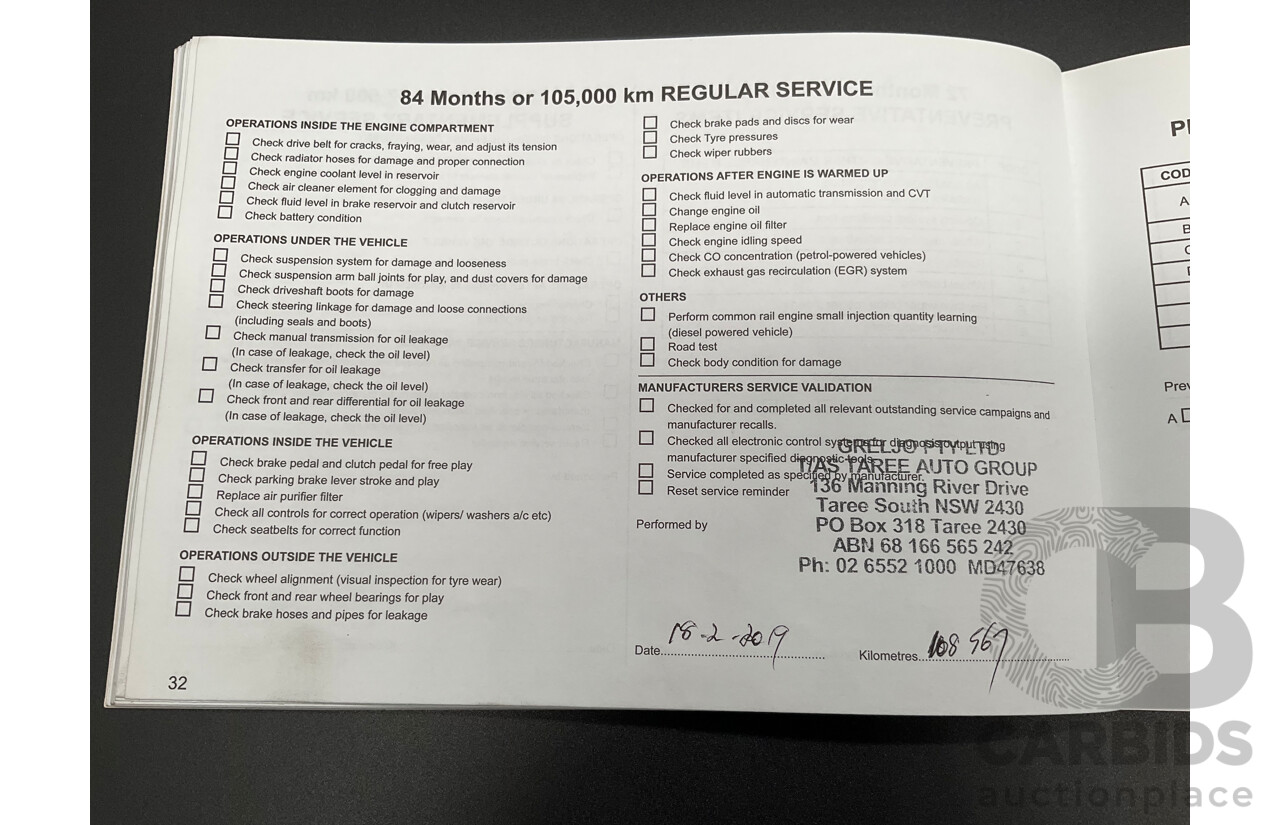 84 Months or 105,000 km REGULAR SERVICE
OPERATIONS INSIDE THE ENGINE COMPARTMENT
Check drive belt for cracks, fraying, wear, and adjust its tension
Check radiator hoses for damage and proper connection
Check engine coolant level in reservoir
Check air cleaner element for clogging and damage
Check fluid level in brake reservoir and clutch reservoir
Check battery condition
OPERATIONS UNDER THE VEHICLE
Check suspension system for damage and looseness
Check suspension arm ball joints for play, and dust covers for damage
Check driveshaft boots for damage
Check steering linkage for damage and loose connections
(including seals and boots)
Check manual transmission for oil leakage
(In case of leakage, check the oil level)
Check transfer for oil leakage
(In case of leakage, check the oil level)
Check front and rear differential for oil leakage
(In case of leakage, check the oil level)
OPERATIONS INSIDE THE VEHICLE
Check brake pedal and clutch pedal for free play
Check parking brake lever stroke and play
Replace air purifier filter
Check all controls for correct operation (wipers/ washers a/c etc)
Check seatbelts for correct function
OPERATIONS OUTSIDE THE VEHICLE
Check wheel alignment (visual inspection for tyre wear)
Check front and rear wheel bearings for play
Check brake hoses and pipes for leakage
32
Check brake pads and discs for wear
Check Tyre pressures
Check wiper rubbers
OPERATIONS AFTER ENGINE IS WARMED UP
Check fluid level in automatic transmission and CVT
Change engine oil
Replace engine oil filter
Check engine idling speed
Check CO concentration (petrol-powered vehicles)
Check exhaust gas recirculation (EGR) system
OTHERS
Perform common rail engine small injection quantity learning
(diesel powered vehicle)
Road test
Check body condition for damage
MANUFACTURERS SERVICE VALIDATION
Checked for and completed all relevant outstanding service campaigns and
manufacturer recalls.
Checked all electronic control systems for diagnosis output using
manufacturer specified diagnostic tools.
Service completed as specified by manufacturer.
Reset service reminder
Performed by
GRLLJO PTY LTD
T/AS TAREE AUTO GROUP
136 Manning River Drive
Taree South NSW 2430
PO Box 318 Taree 2430
ABN 68 166 565 242
Ph: 02 6552 1000 MD47638
Date 18-2-2019
Kilometres 108 567
COD
A
Prev
A
CARBIDS
auctionplace